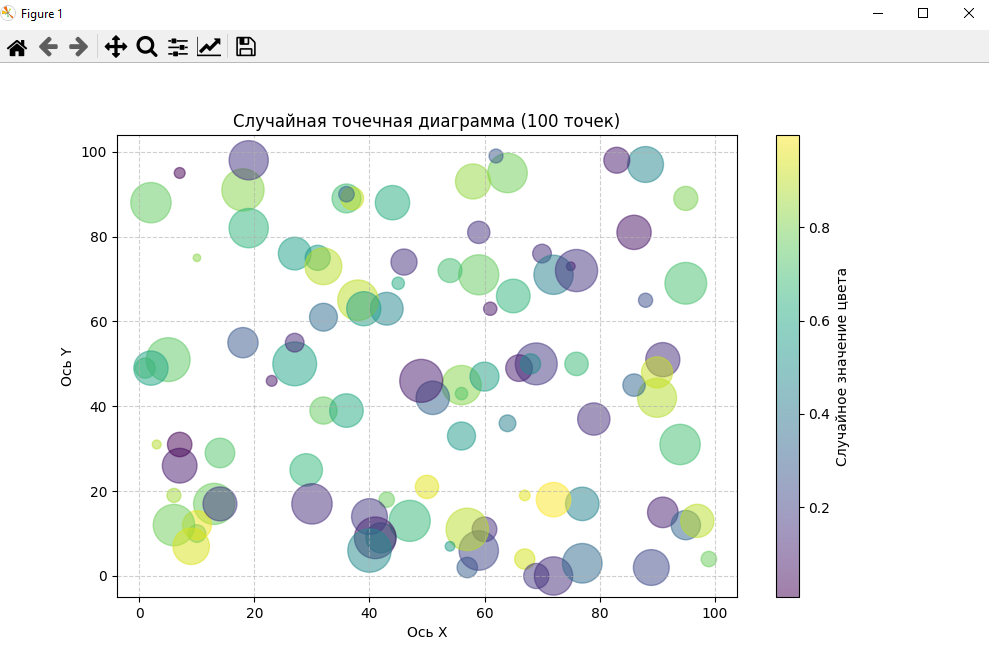 Figure 1
Случайная точечная диаграмма (100 точек)
100
80
60
40
20
0
Ось Y
0 20 40 60 80 100
Ось X
0.8
0.6
0.4
0.2
Случайное значение цвета